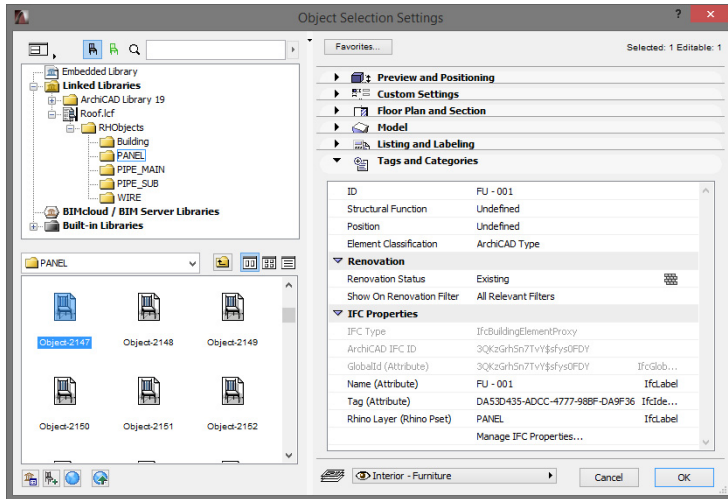 Object Selection Settings
?
Embedded Library
Linked Libraries
ArchiCAD Library 19
Roof.lcf
RHObjects
Building
PANEL
PIPE_MAIN
PIPE_SUB
WIRE
BIMcloud / BIM Server Libraries
Built-in Libraries
PANEL
Object-2147 Object-2148 Object-2149
Object-2150 Object-2151 Object-2152
Favorites... Selected: 1 Editable: 1
Preview and Positioning
Custom Settings
Floor Plan and Section
Model
Listing and Labeling
Tags and Categories
ID FU - 001
Structural Function Undefined
Position Undefined
Element Classification ArchiCAD Type
Renovation
Renovation Status Existing
Show On Renovation Filter All Relevant Filters
IFC Properties
IFC Type IfcBuildingElementProxy
ArchiCAD IFC ID 3QKzGrhSn7TvY$sfys0FDY
GlobalId (Attribute) 3QKzGrhSn7TvY$sfys0FDY IfcGlob...
Name (Attribute) FU - 001 IfcLabel
Tag (Attribute) DA53D435-ADCC-4777-98BF-DA9F36 IfcIde...
Rhino Layer (Rhino Pset) PANEL IfcLabel
Manage IFC Properties...
Interior - Furniture Cancel OK